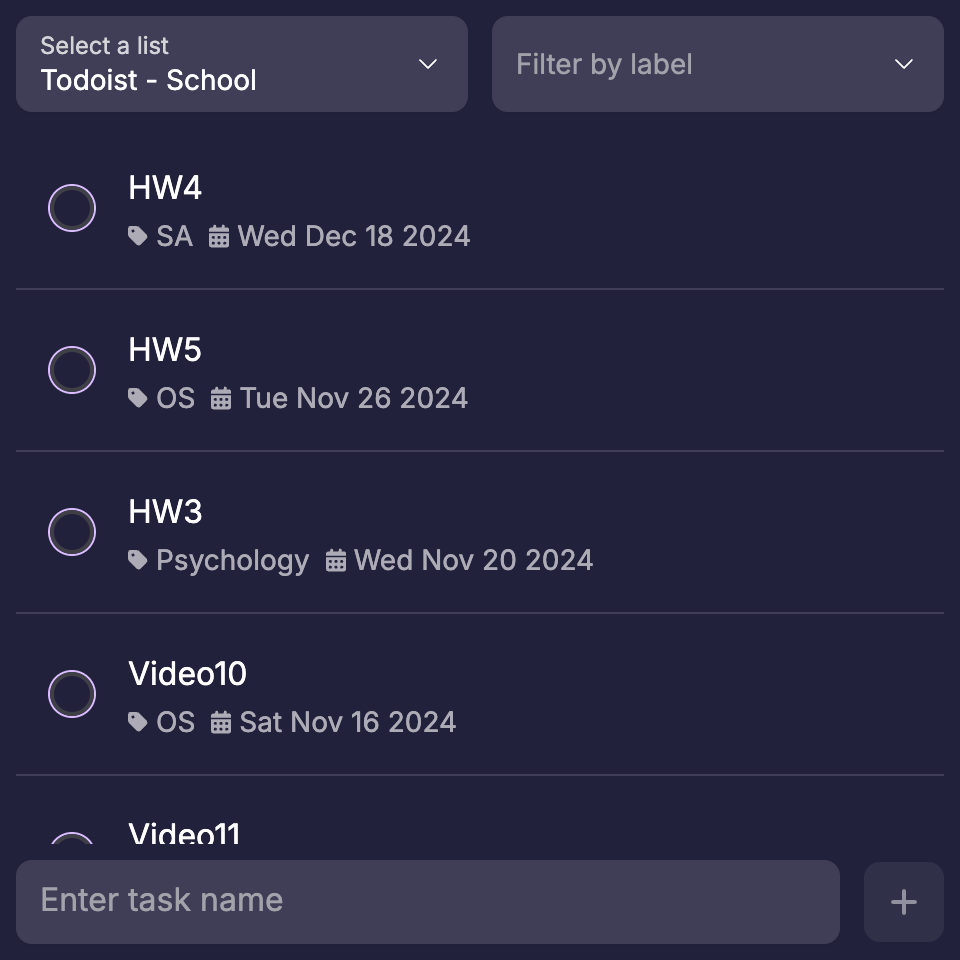 Select a list
Todoist - School
Filter by label
HW4
SA Wed Dec 18 2024
HW5
OS Tue Nov 26 2024
HW3
Psychology Wed Nov 20 2024
Video10
OS Sat Nov 16 2024
Video11
Enter task name